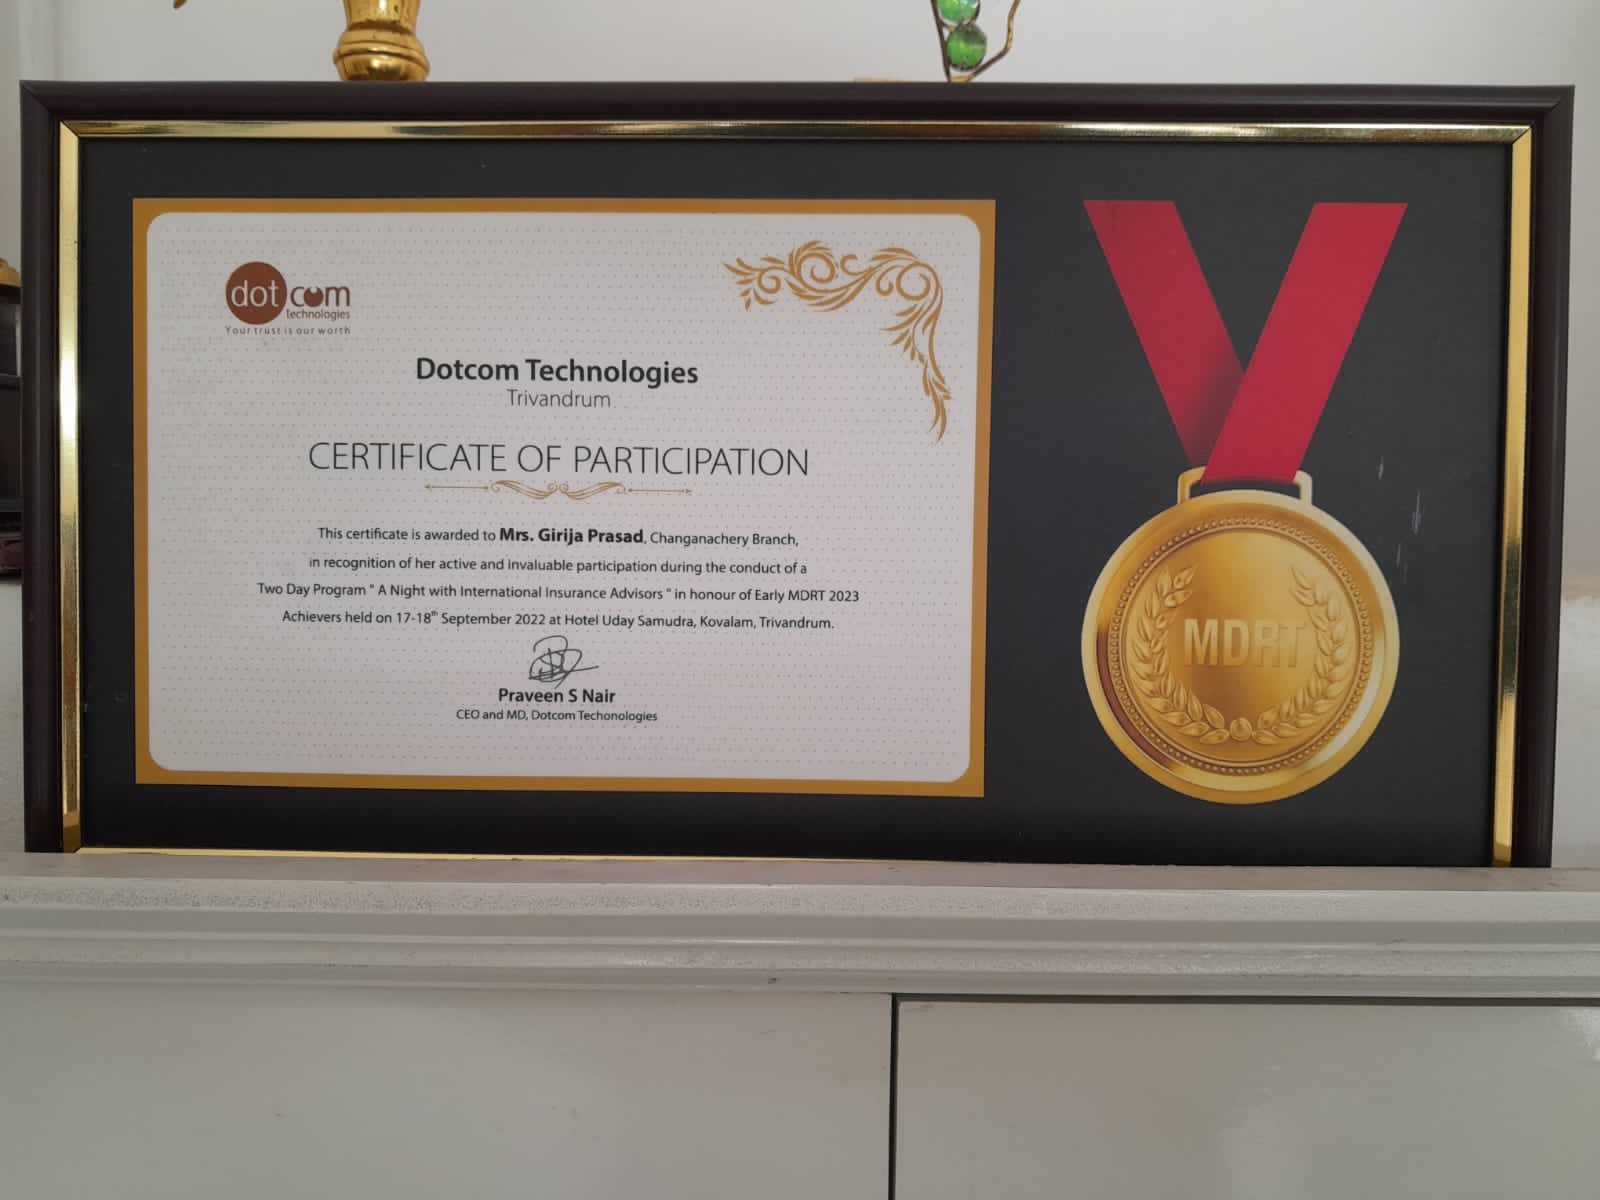 dot com
technologies
Your trust is our worth
Dotcom Technologies
Trivandrum
CERTIFICATE OF PARTICIPATION
This certificate is awarded to Mrs. Girija Prasad, Changanachery Branch,
in recognition of her active and invaluable participation during the conduct of a
Two Day Program " A Night with International Insurance Advisors " in honour of Early MDRT 2023
Achievers held on 17-18th September 2022 at Hotel Uday Samudra, Kovalam, Trivandrum.
Praveen S Nair
CEO and MD, Dotcom Techonologies
MDRT